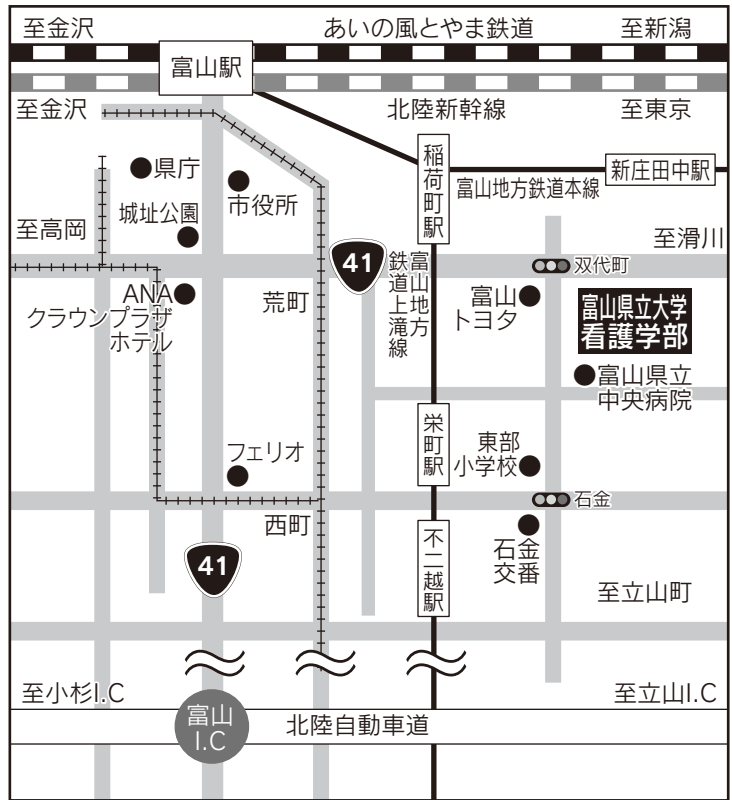 至金沢
あいの風とやま鉄道
至新潟
富山駅
至金沢
北陸新幹線
至東京
稲荷町駅
富山地方鉄道本線
新庄田中駅
県庁
市役所
城址公園
至高岡
至滑川
41
富山地方
鉄道上滝線
双代町
ANA
クラウンプラザ
ホテル
荒町
富山
トヨタ
富山県立大学
看護学部
富山県立
中央病院
栄町駅
東部
小学校
フェリオ
石金
西町
不二越駅
石金
交番
41
至立山町
至小杉I.C
至立山I.C
富山
I.C
北陸自動車道